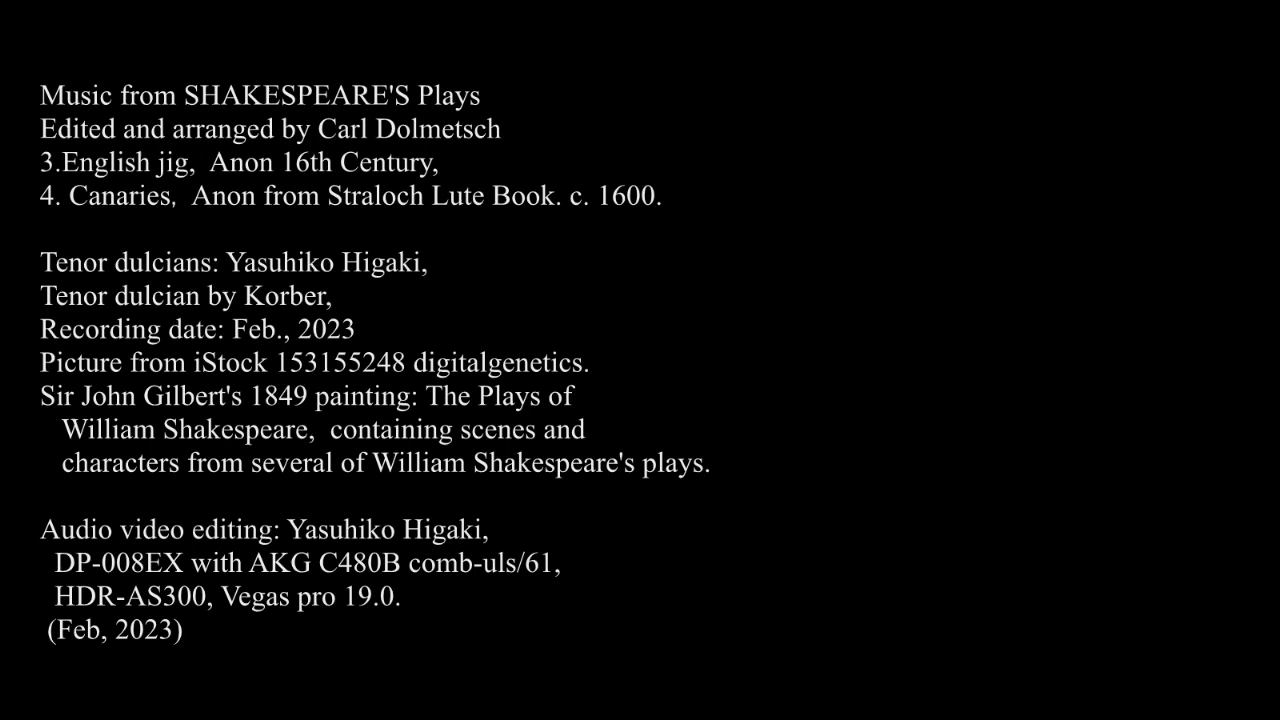 Music from SHAKESPEARE'S Plays
Edited and arranged by Carl Dolmetsch
3.English jig,  Anon 16th Century,
4. Canaries,  Anon from Straloch Lute Book. c. 1600.
Tenor dulcians: Yasuhiko Higaki,
Tenor dulcian by Korber,
Recording date: Feb., 2023
Picture from iStock 153155248 digitalgenetics.
Sir John Gilbert's 1849 painting: The Plays of
William Shakespeare,  containing scenes and
characters from several of William Shakespeare's plays.
Audio video editing: Yasuhiko Higaki,
DP-008EX with AKG C480B comb-uls/61,
HDR-AS300, Vegas pro 19.0.
(Feb, 2023)